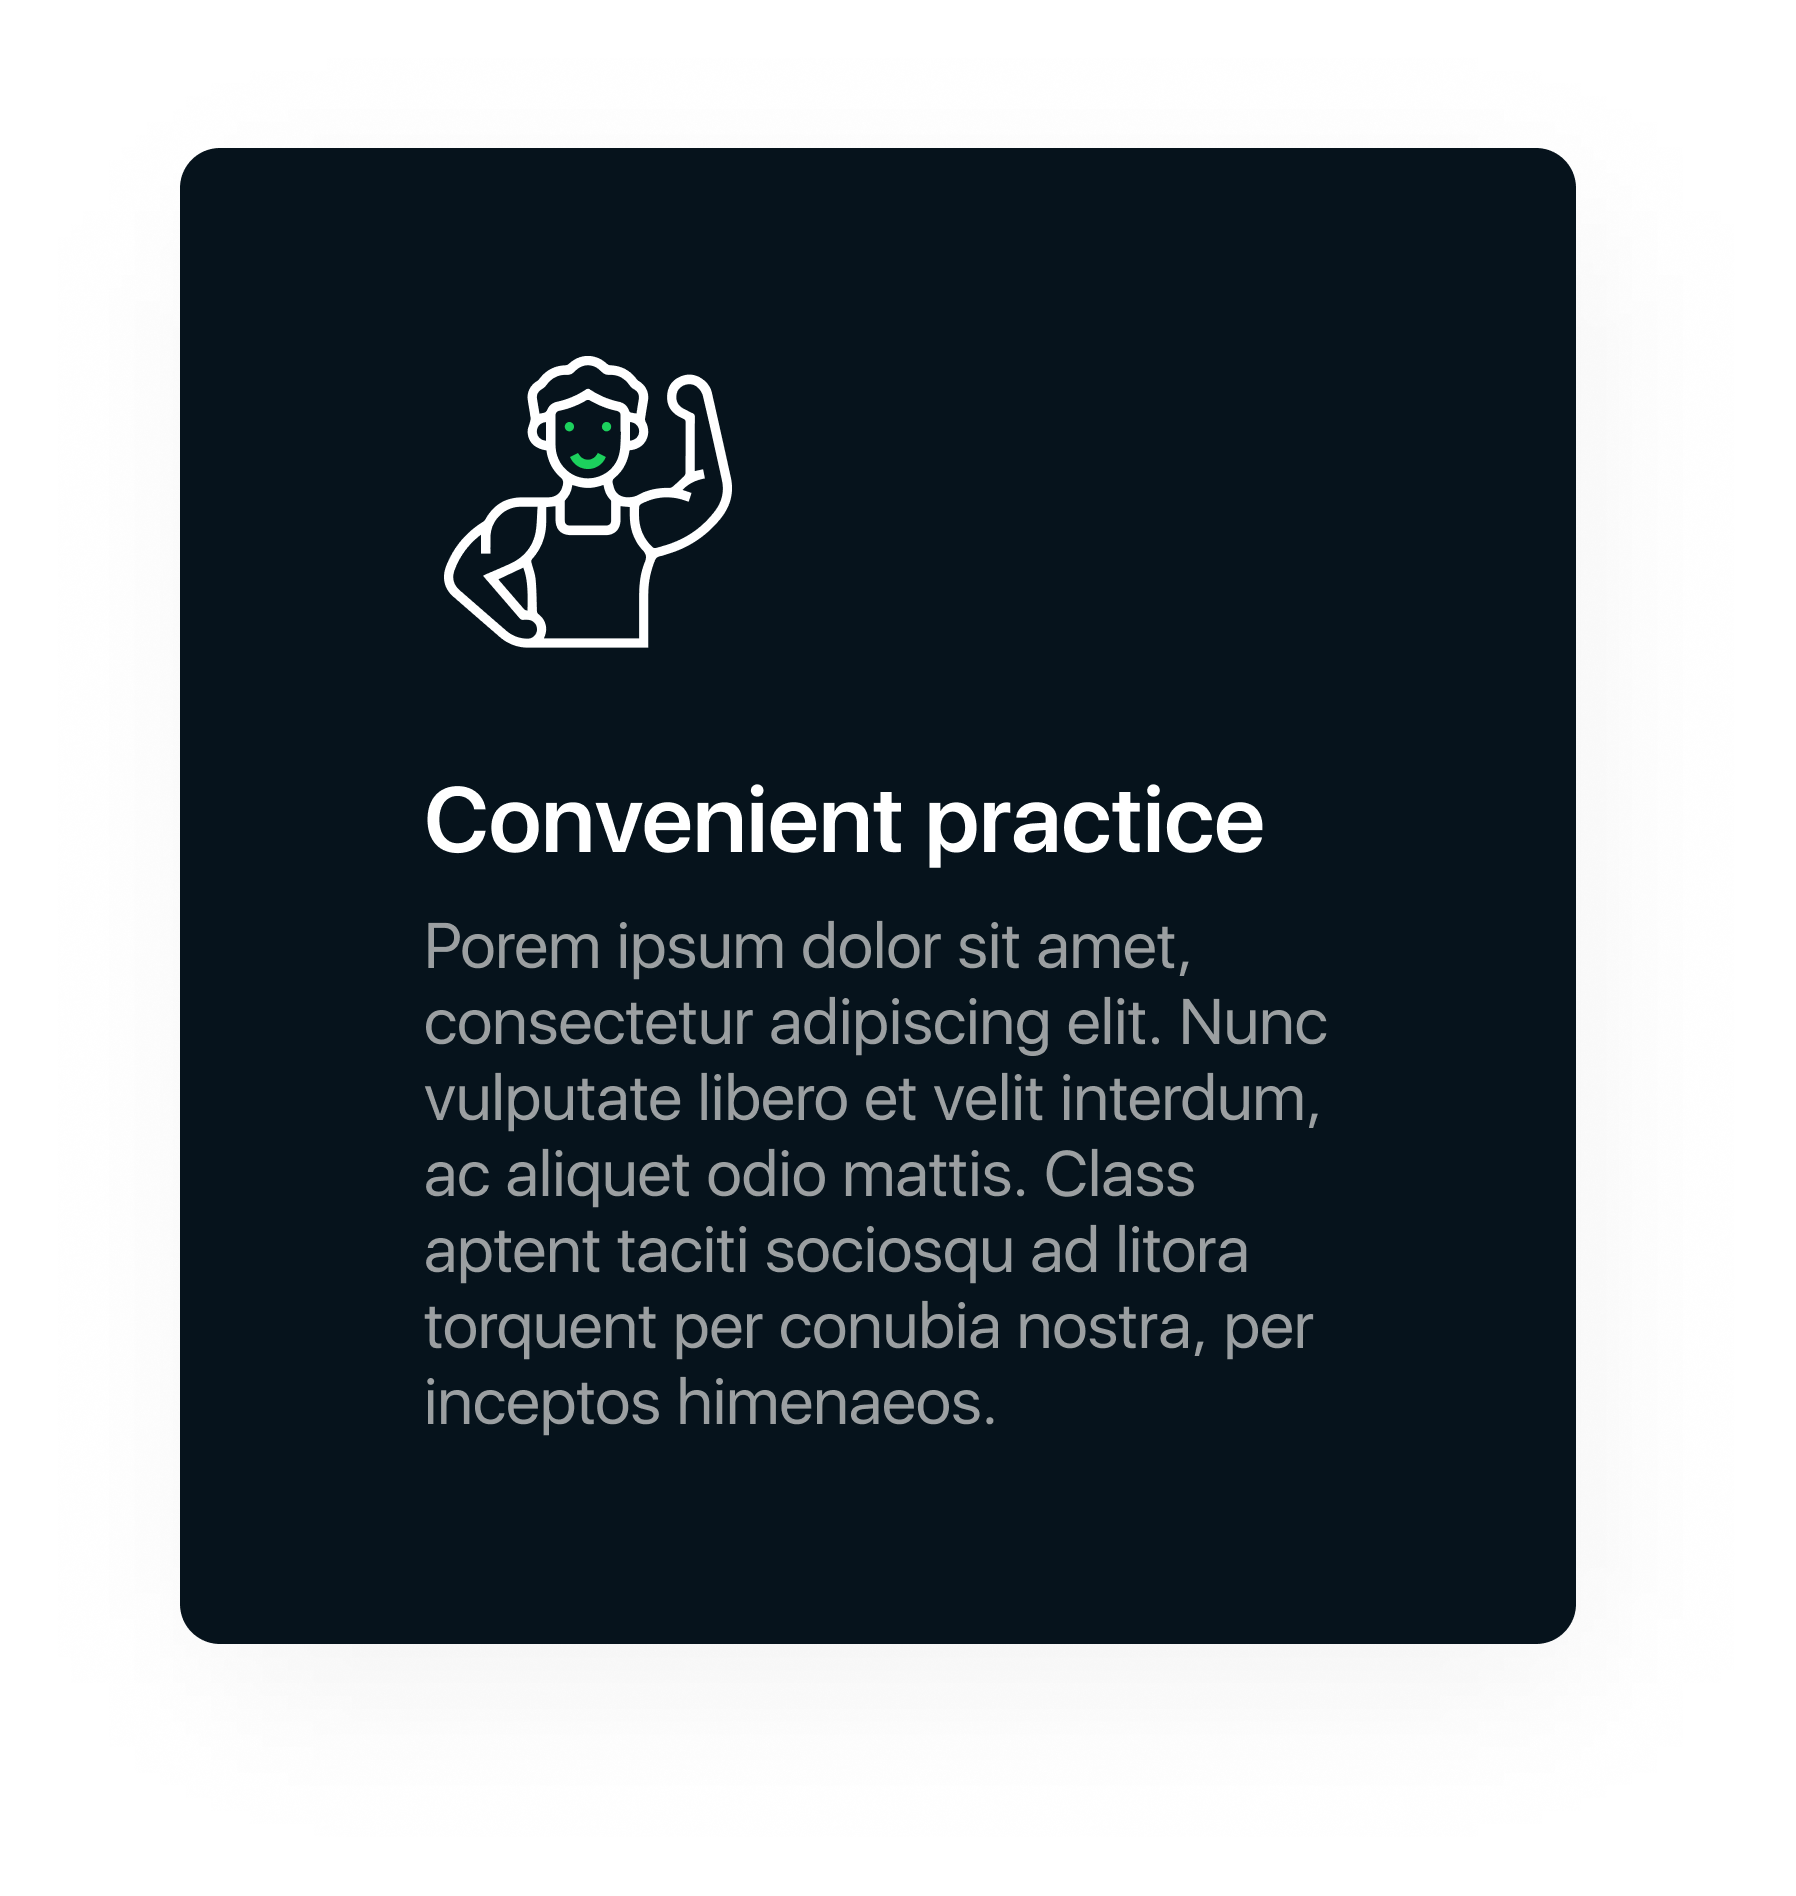 Convenient practice
Porem ipsum dolor sit amet,
consectetur adipiscing elit. Nunc
vulputate libero et velit interdum,
ac aliquet odio mattis. Class
aptent taciti sociosqu ad litora
torquent per conubia nostra, per
inceptos himenaeos.